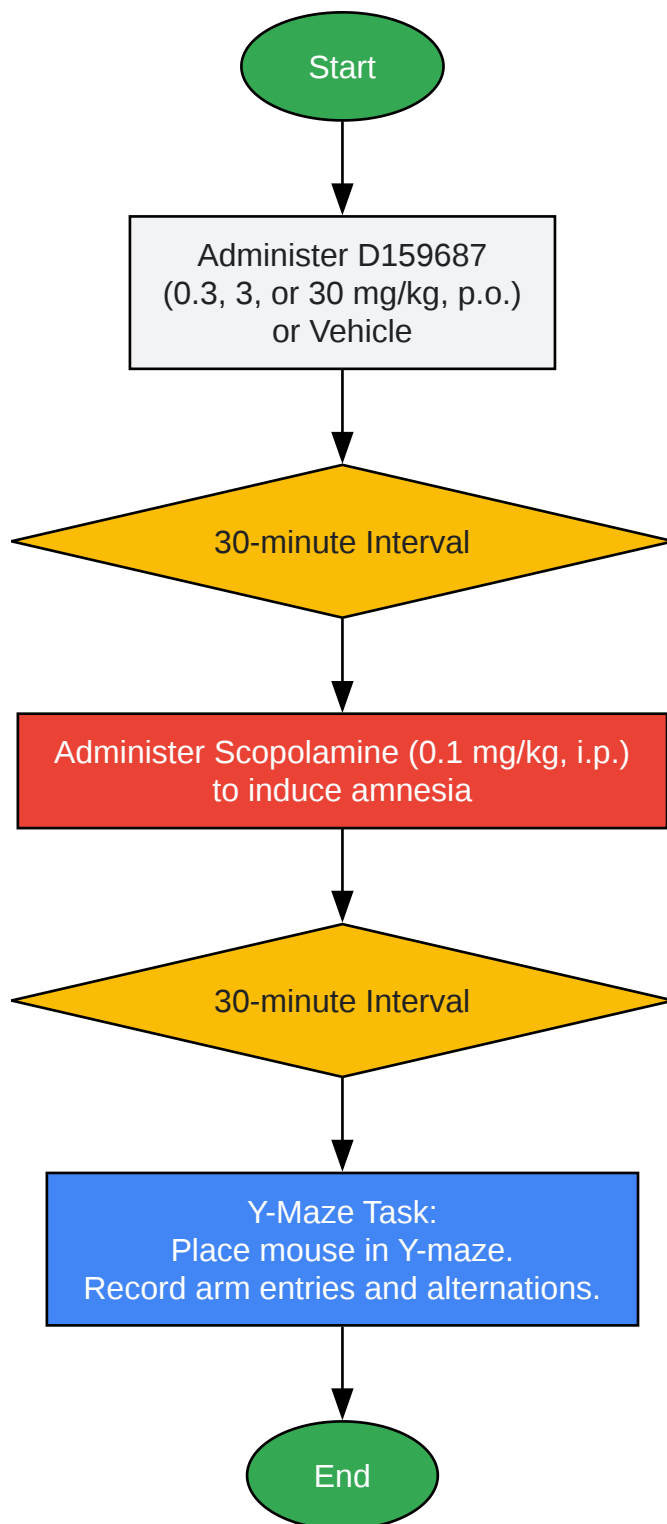 Start
Administer D159687
(0.3, 3, or 30 mg/kg, p.o.)
or Vehicle
30-minute Interval
Administer Scopolamine (0.1 mg/kg, i.p.)
to induce amnesia
30-minute Interval
Y-Maze Task:
Place mouse in Y-maze.
Record arm entries and alternations.
End